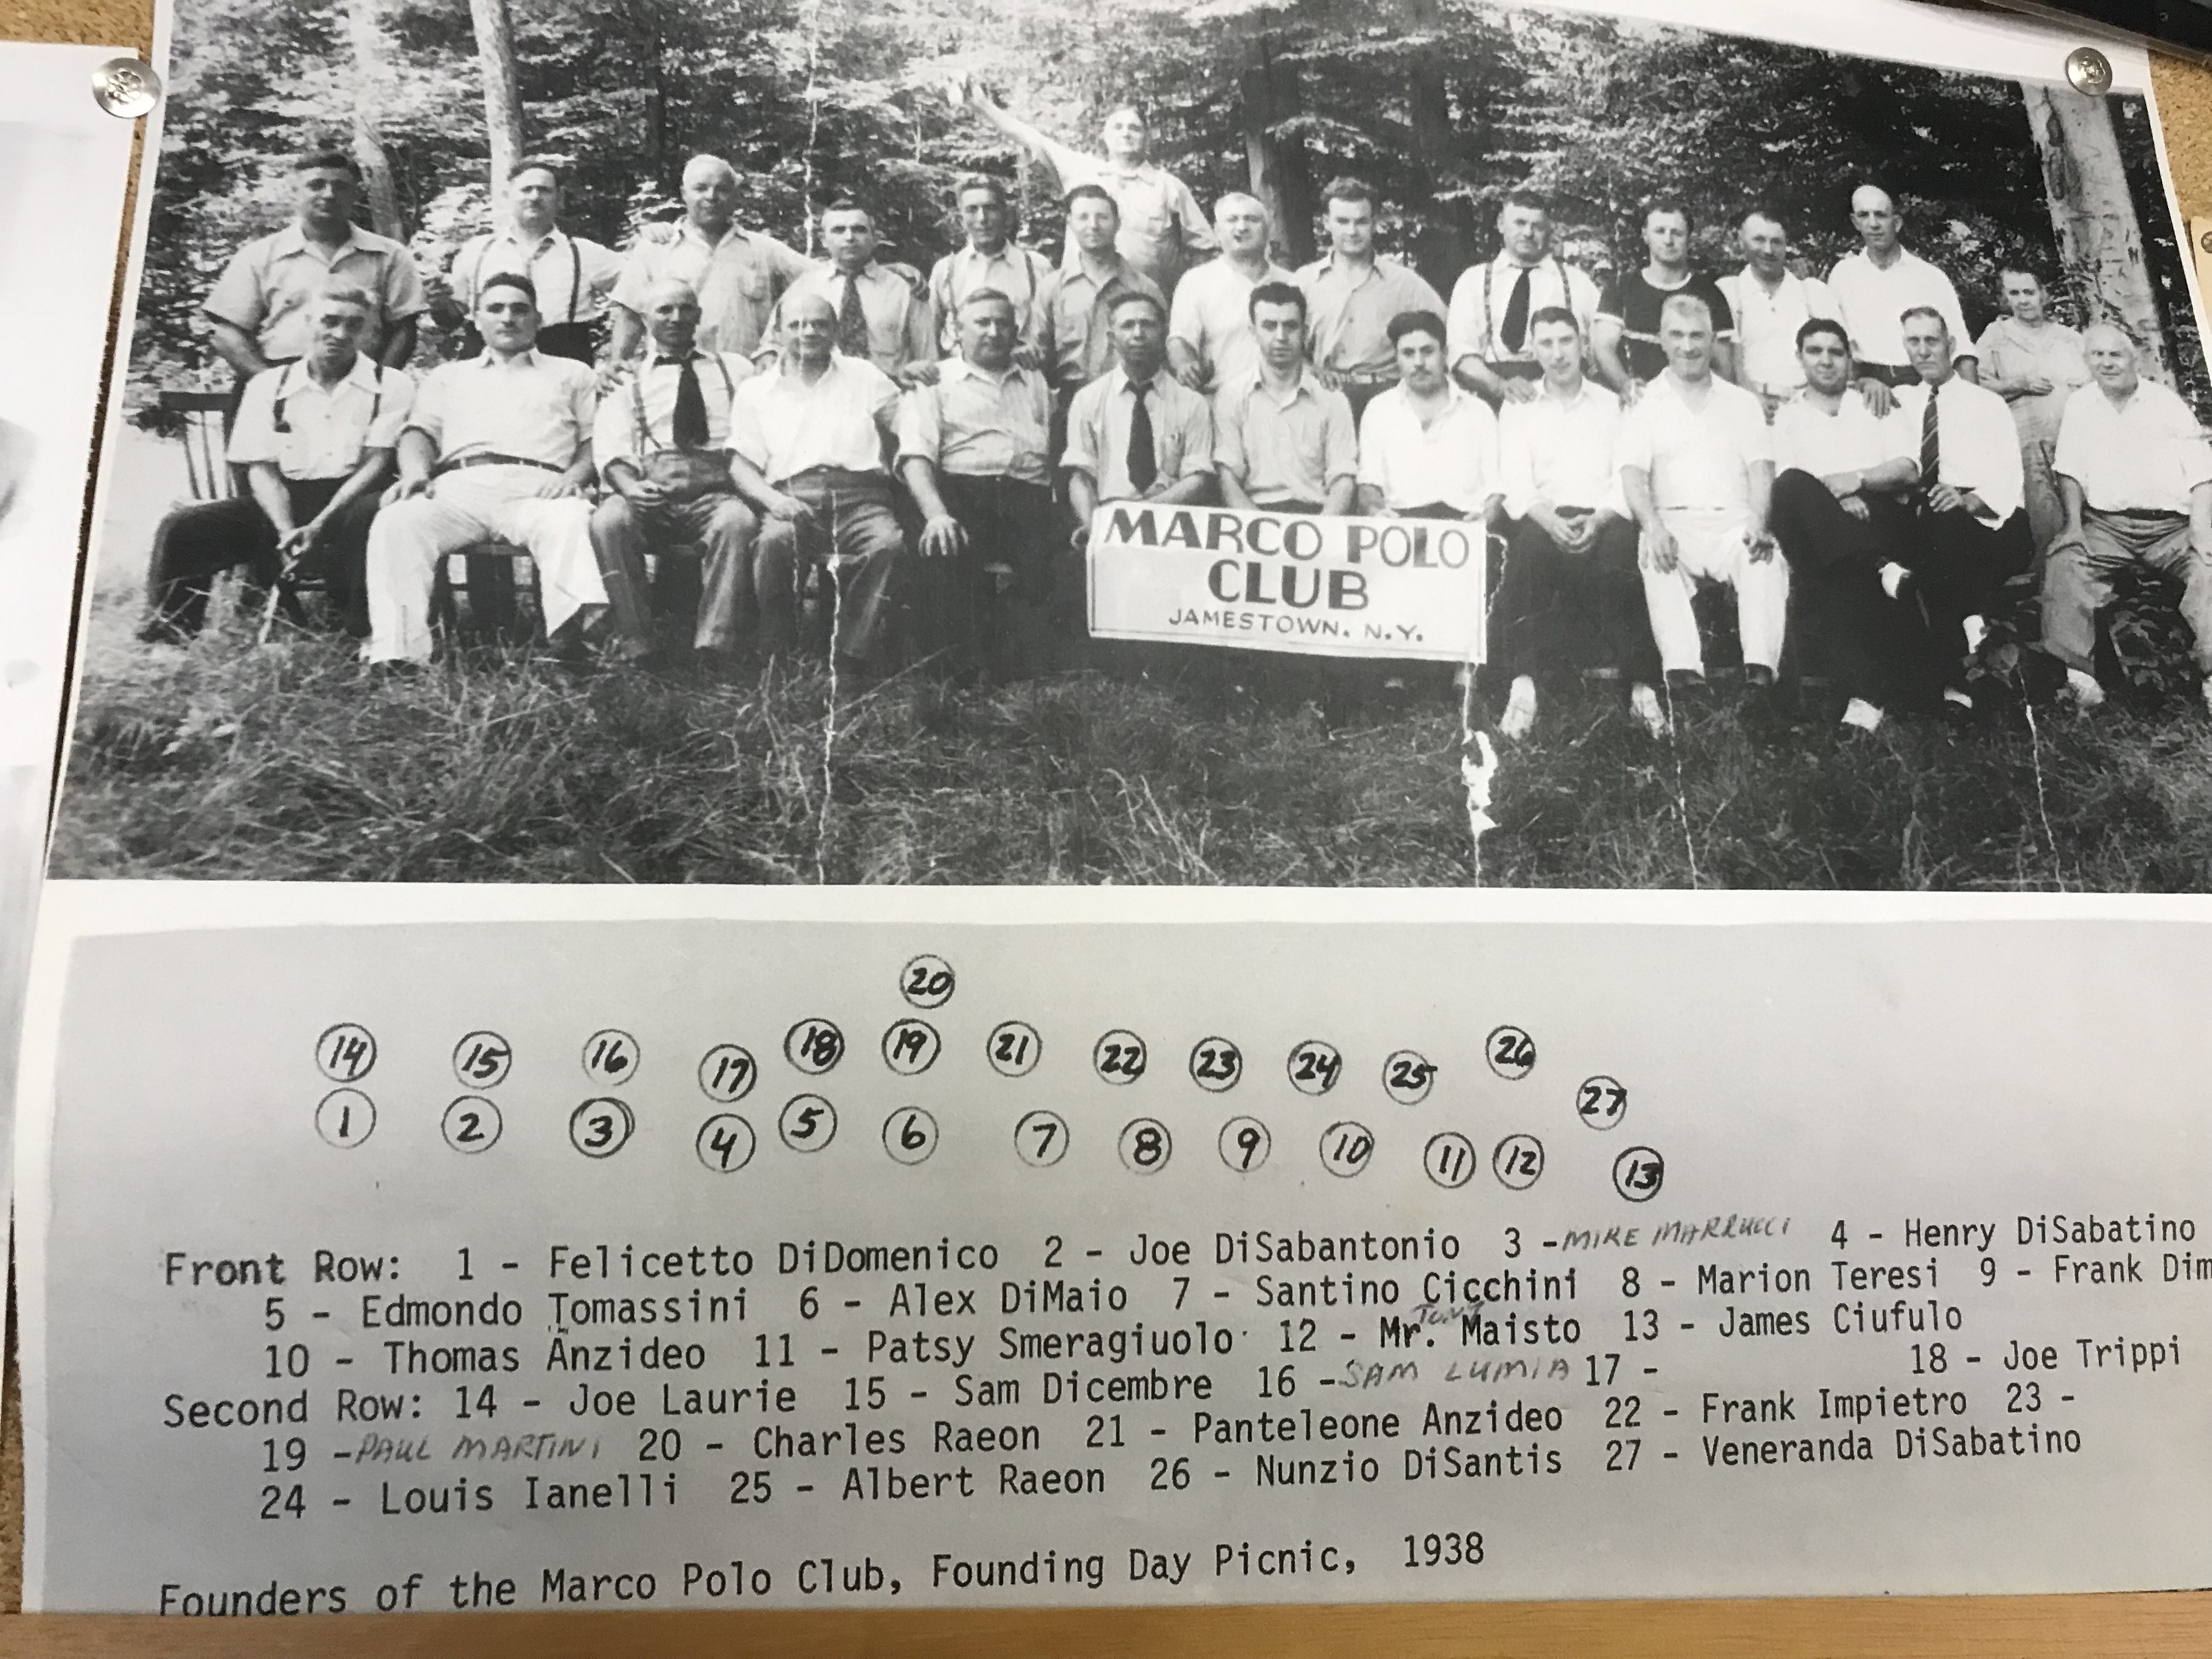 MARCO POLO
CLUB
JAMESTOWN. N.Y.
20
14 15 16 17 18 19 21 22 23 24 25 26
27
1 2 3 4 5 6 7 8 9 10 11 12 13
Front Row: 1 - Felicetto DiDomenico 2 - Joe DiSabantonio 3 - MIKE MARRUCCI 4 - Henry DiSabatino
5 - Edmondo Tomassini 6 - Alex DiMaio 7 - Santino Cicchini 8 - Marion Teresi 9 - Frank Dim
TONY
10 - Thomas Anzideo 11 - Patsy Smeragiuolo 12 - Mr. Maisto 13 - James Ciufulo
Second Row: 14 - Joe Laurie 15 - Sam Dicembre 16 - SAM LUMIA 17 - 18 - Joe Trippi
19 - PAUL MARTINI 20 - Charles Raeon 21 - Panteleone Anzideo 22 - Frank Impietro 23 -
24 - Louis Ianelli 25 - Albert Raeon 26 - Nunzio DiSantis 27 - Veneranda DiSabatino
Founders of the Marco Polo Club, Founding Day Picnic, 1938